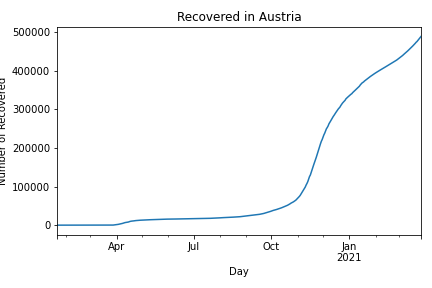 Recovered in Austria
500000
400000
300000
200000
100000
0
Number of Recovered
Apr
Jul
Oct
Jan
2021
Day